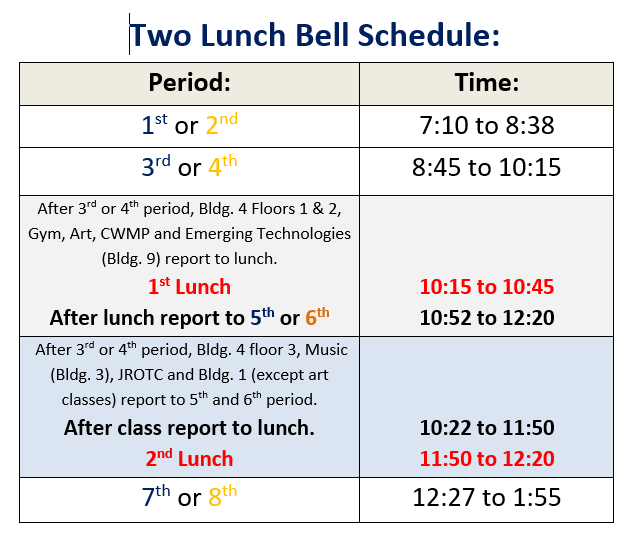 Two Lunch Bell Schedule:
Period: Time:
1st or 2nd 7:10 to 8:38
3rd or 4th 8:45 to 10:15
After 3rd or 4th period, Bldg. 4 Floors 1 & 2,
Gym, Art, CWMP and Emerging Technologies
(Bldg. 9) report to lunch.
1st Lunch 10:15 to 10:45
After lunch report to 5th or 6th 10:52 to 12:20
After 3rd or 4th period, Bldg. 4 floor 3, Music
(Bldg. 3), JROTC and Bldg. 1 (except art
classes) report to 5th and 6th period.
After class report to lunch. 10:22 to 11:50
2nd Lunch 11:50 to 12:20
7th or 8th 12:27 to 1:55